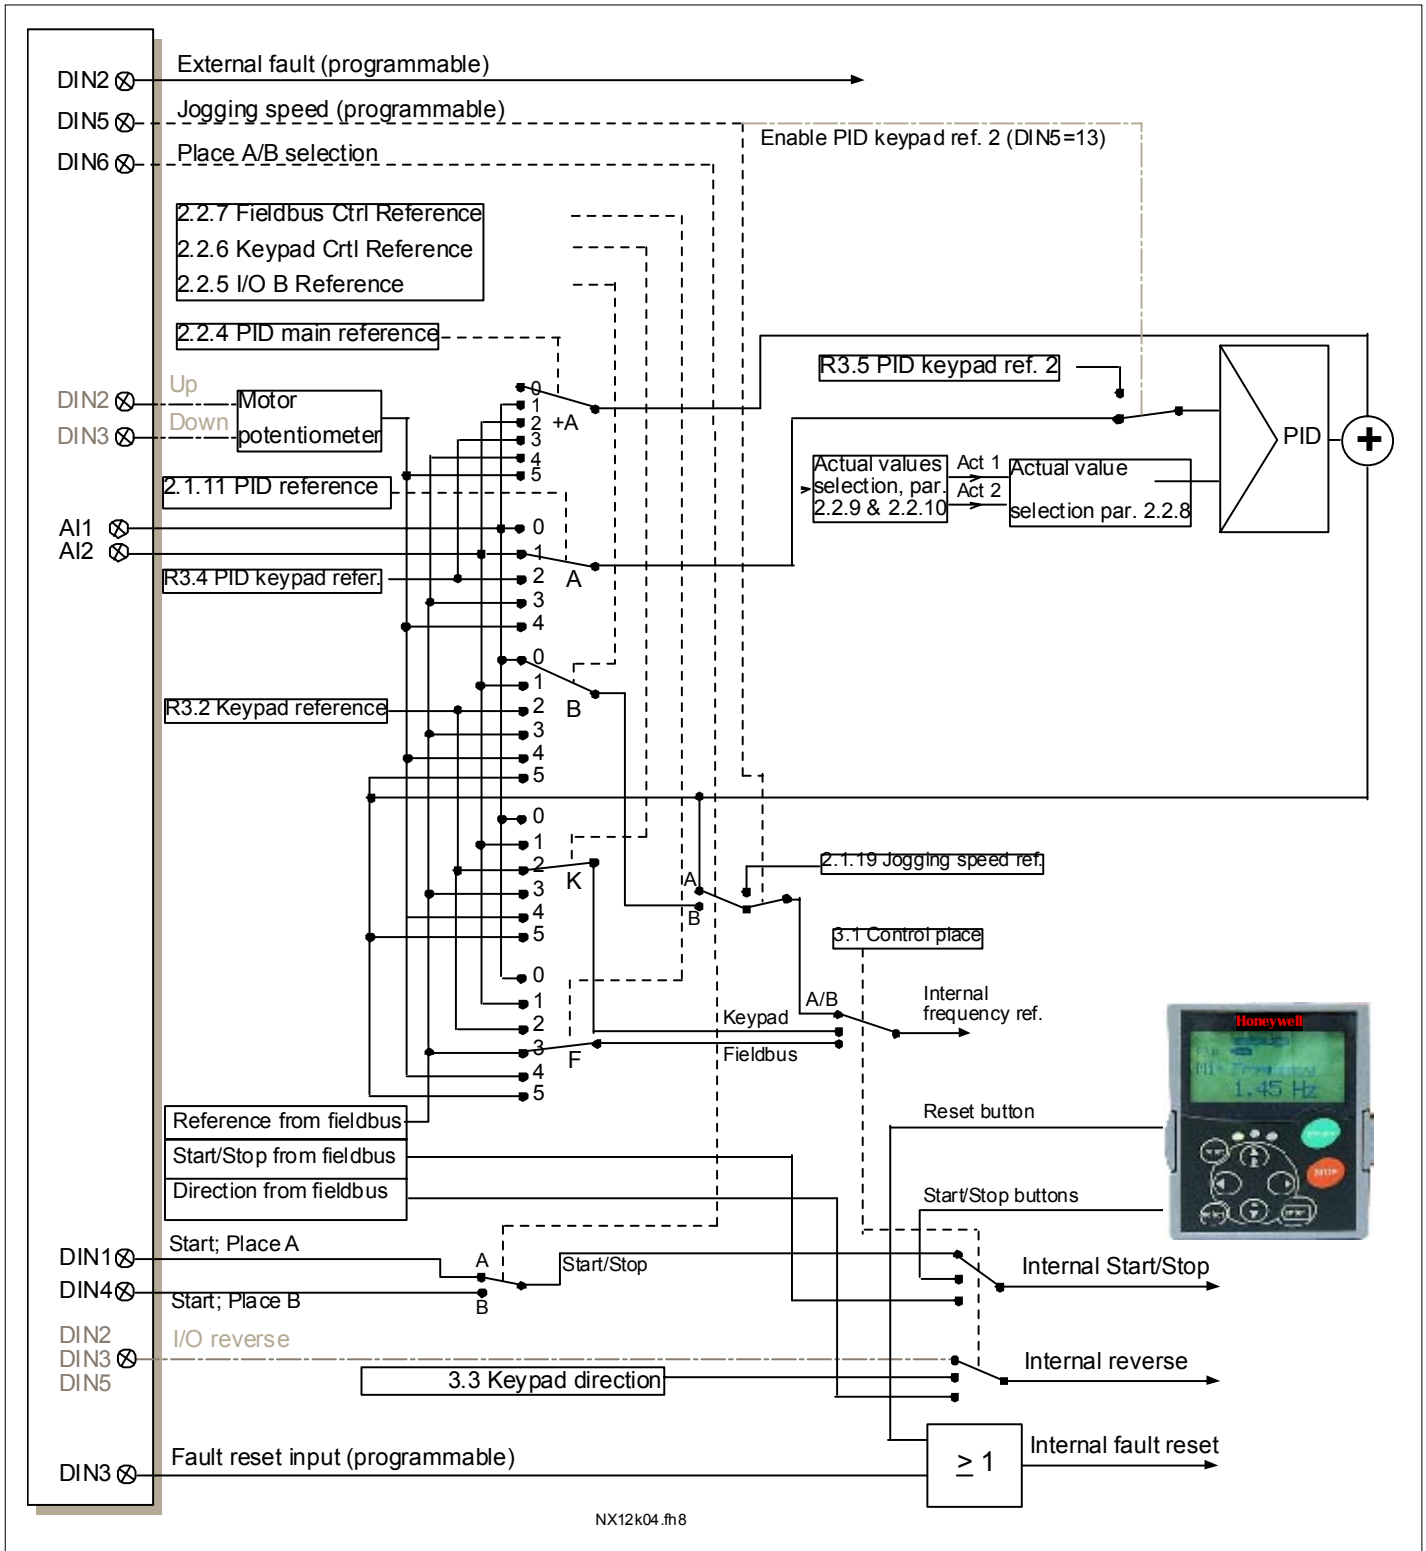 DIN2 External fault (programmable)
DIN5 Jogging speed (programmable)
Enable PID keypad ref. 2 (DIN5=13)
DIN6 Place A/B selection
2.2.7 Fieldbus Ctrl Reference
2.2.6 Keypad Crtl Reference
2.2.5 I/O B Reference
2.2.4 PID main reference
R3.5 PID keypad ref. 2
DIN2 Up
DIN3 Down
Motor
potentiometer
0
1
2 +A
3
4
5
PID
+
Actual values
selection, par.
2.2.9 & 2.2.10
Act 1
Act 2
Actual value
selection par. 2.2.8
2.1.11 PID reference
AI1
AI2
R3.4 PID keypad refer.
0
1
2 A
3
4
R3.2 Keypad reference
0
1
2 B
3
4
5
0
1
2 K
3
4
5
A
B
2.1.19 Jogging speed ref.
3.1 Control place
0
1
2
3 F
4
5
A/B
Keypad
Fieldbus
Internal
frequency ref.
Honeywell
1.45 Hz
STOP
Reference from fieldbus
Start/Stop from fieldbus
Direction from fieldbus
Reset button
Start/Stop buttons
DIN1 Start; Place A
DIN4 Start; Place B
A
B
Start/Stop
Internal Start/Stop
DIN2
DIN3
DIN5
I/O reverse
Internal reverse
3.3 Keypad direction
DIN3 Fault reset input (programmable)
≥ 1
Internal fault reset
NX12k04.fh8